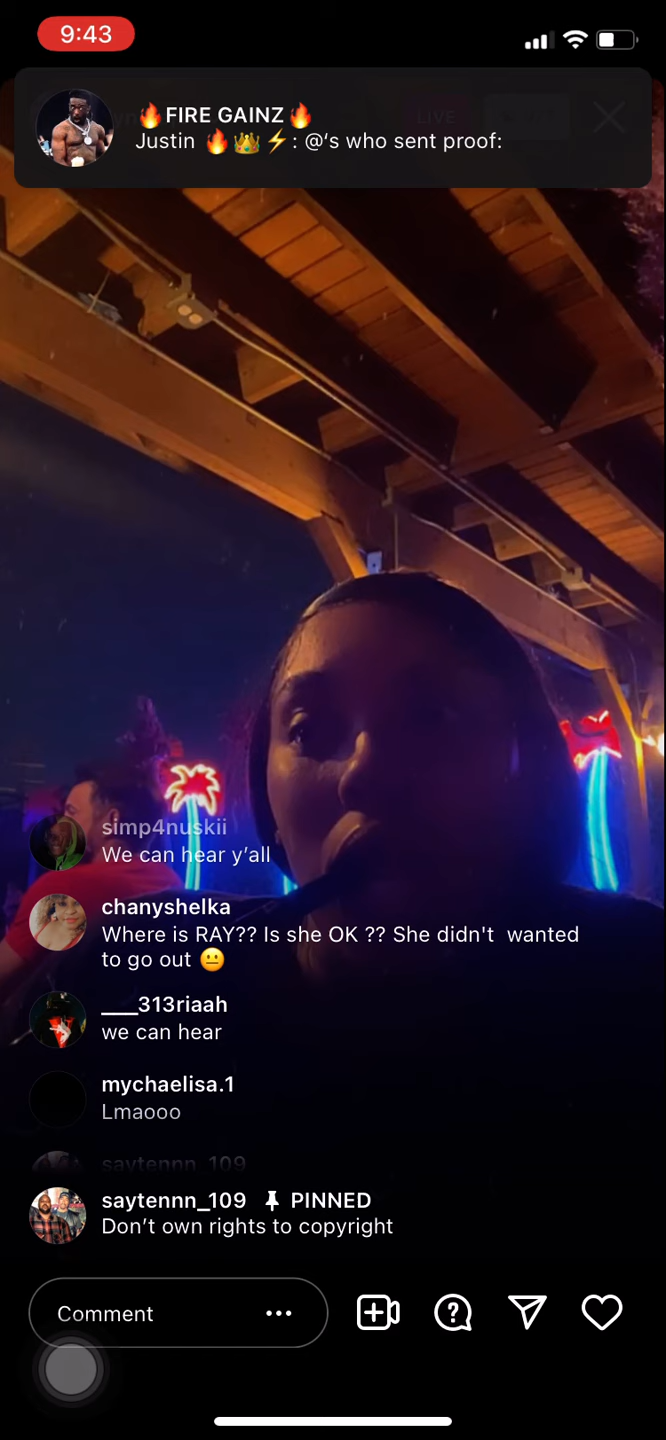 9:43
🔥FIRE GAINZ🔥
Justin 🔥👑⚡: @‘s who sent proof:
LIVE
simp4nuskii
We can hear y’all
chanyshelka
Where is RAY?? Is she OK ?? She didn't wanted
to go out 😐
___313riaah
we can hear
mychaelisa.1
Lmaooo
saytennn_109
saytennn_109 PINNED
Don’t own rights to copyright
Comment